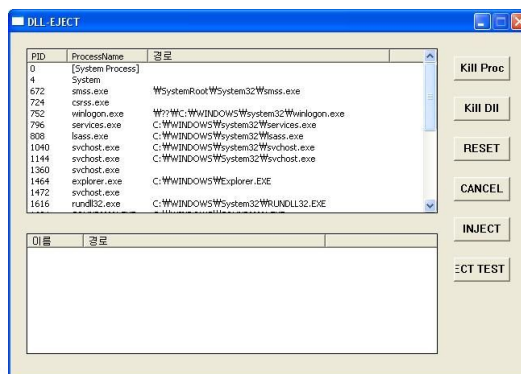 DLL-EJECT
PID ProcessName 경로
0 [System Process]
4 System
672 smss.exe ₩SystemRoot₩System32₩smss.exe
724 csrss.exe
752 winlogon.exe ₩??₩C:₩WINDOWS₩system32₩winlogon.exe
796 services.exe C:₩WINDOWS₩system32₩services.exe
808 lsass.exe C:₩WINDOWS₩system32₩lsass.exe
1040 svchost.exe C:₩WINDOWS₩system32₩svchost.exe
1144 svchost.exe C:₩WINDOWS₩System32₩svchost.exe
1360 svchost.exe
1464 explorer.exe C:₩WINDOWS₩Explorer.EXE
1472 svchost.exe
1616 rundll32.exe C:₩WINDOWS₩System32₩RUNDLL32.EXE
Kill Proc
Kill Dll
RESET
CANCEL
INJECT
ECT TEST
이름 경로